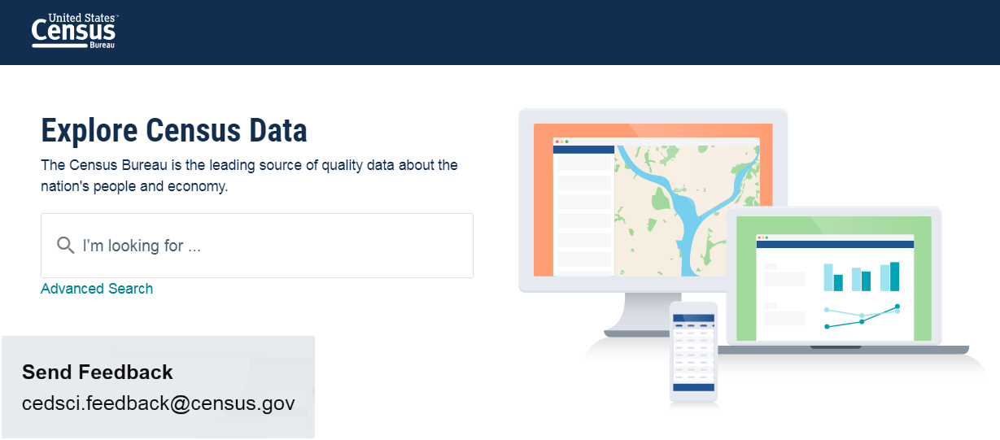 United States™
Census
Bureau
Explore Census Data
The Census Bureau is the leading source of quality data about the
nation's people and economy.
I'm looking for ...
Advanced Search
Send Feedback
cedsci.feedback@census.gov